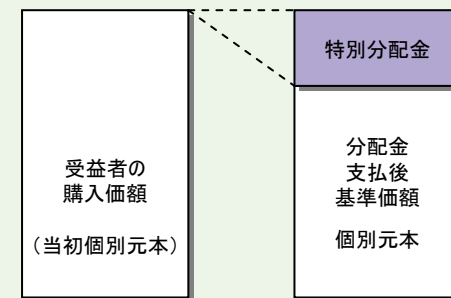 受益者の
購入価額
(当初個別元本)
特別分配金
分配金
支払後
基準価額
個別元本